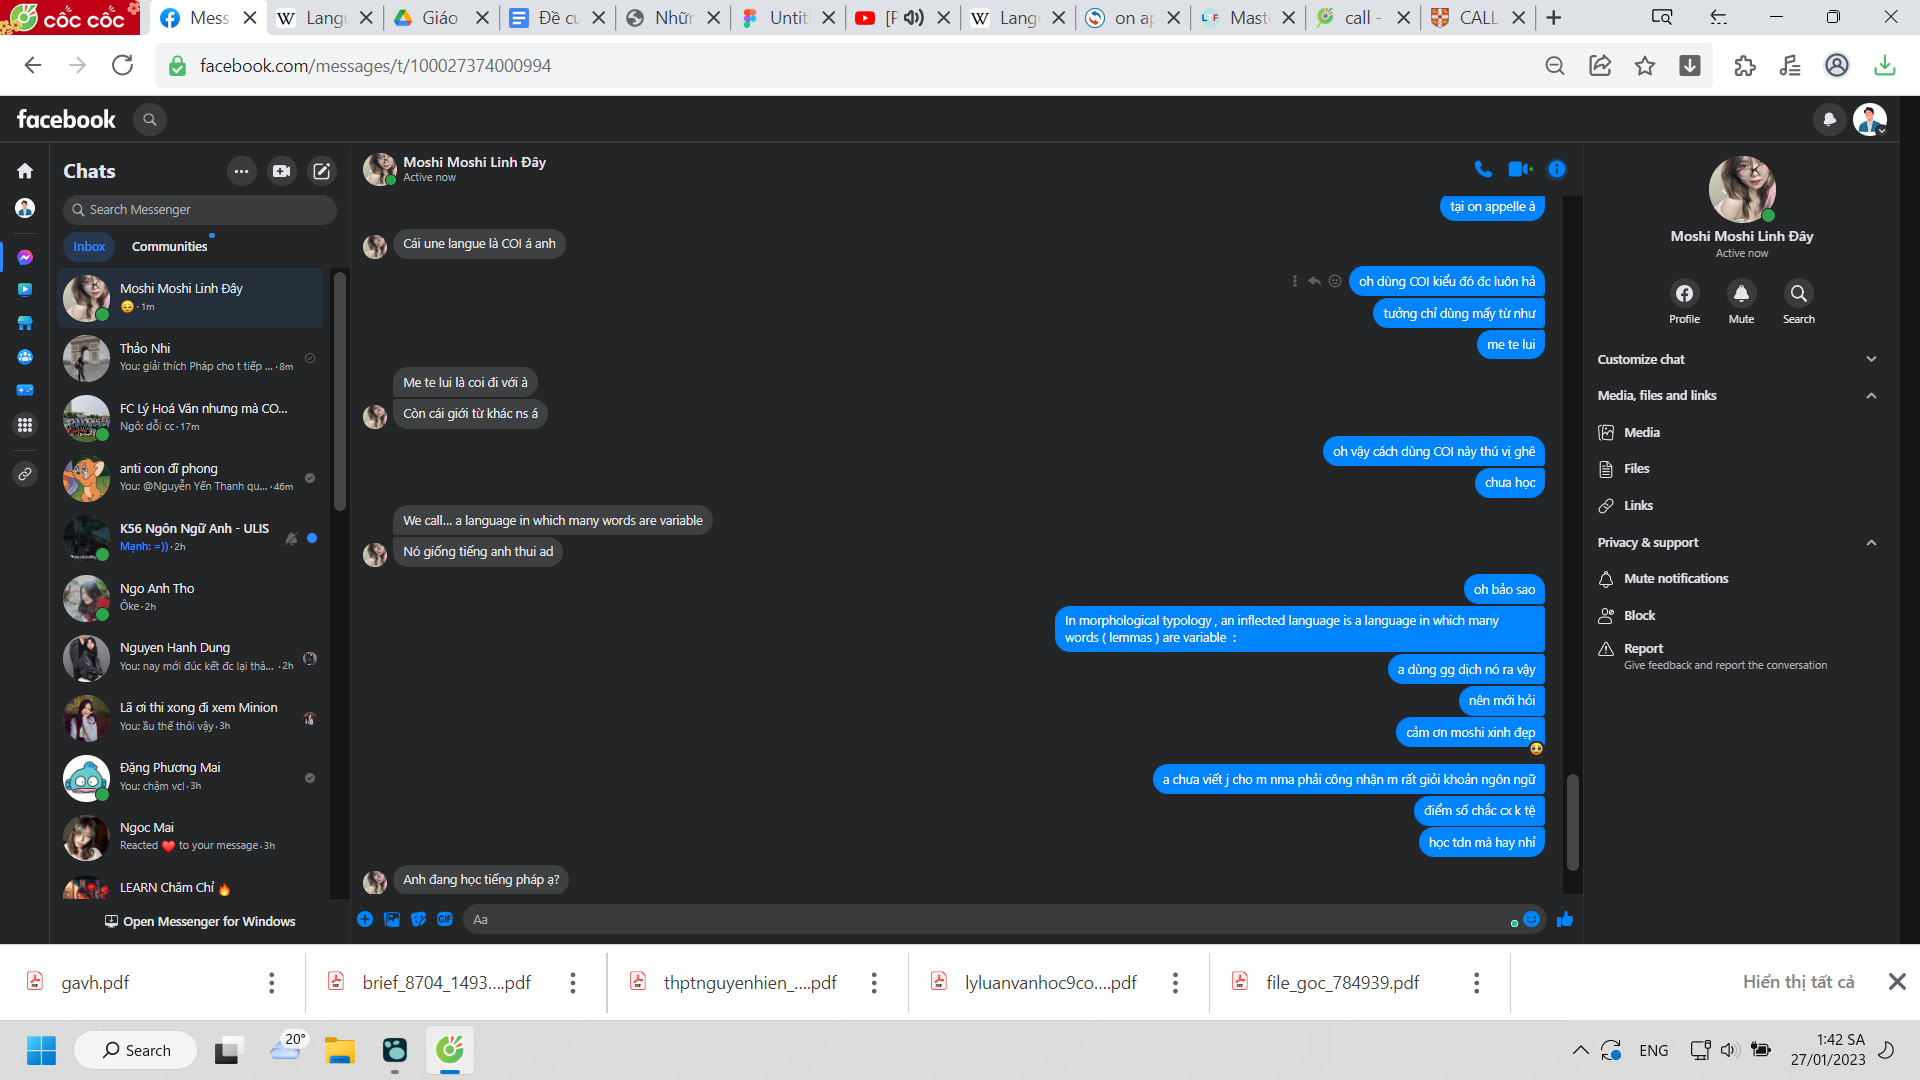 cốc cốc
Mess
Langu
Giáo
Đề cu
Nhữn
Untit
[F
Langu
on ap
Maste
call -
CALL
facebook.com/messages/t/100027374000994
facebook
Chats
Search Messenger
Inbox
Communities
Moshi Moshi Linh Đây
😔 · 1m
Thảo Nhi
You: giải thích Pháp cho t tiếp ... · 8m
FC Lý Hoá Văn nhưng mà CO...
Ngô: dỗi cc · 17m
anti con đĩ phong
You: @Nguyễn Yến Thanh qu... · 46m
K56 Ngôn Ngữ Anh - ULIS
Mạnh: =)) · 2h
Ngo Anh Tho
Ôke · 2h
Nguyen Hanh Dung
You: nay mới đúc kết đc lại thà... · 2h
Lã ơi thi xong đi xem Minion
You: ầu thế thôi vậy · 3h
Đặng Phương Mai
You: chậm vcl · 3h
Ngoc Mai
Reacted ❤️ to your message · 3h
LEARN Chăm Chỉ 🔥
Open Messenger for Windows
Moshi Moshi Linh Đây
Active now
tại on appelle à
Cái une langue là COI á anh
oh dùng COI kiểu đó đc luôn hả
tưởng chỉ dùng mấy từ như
me te lui
Me te lui là coi đi với à
Còn cái giới từ khác ns á
oh vậy cách dùng COI này thú vị ghê
chưa học
We call... a language in which many words are variable
Nó giống tiếng anh thui ad
oh bảo sao
In morphological typology , an inflected language is a language in which many
words ( lemmas ) are variable :
a dùng gg dịch nó ra vậy
nên mới hỏi
cảm ơn moshi xinh đẹp
a chưa viết j cho m nma phải công nhận m rất giỏi khoản ngôn ngữ
điểm số chắc cx k tệ
học tdn mà hay nhỉ
Anh đang học tiếng pháp ạ?
GIF
Aa
Moshi Moshi Linh Đây
Active now
Profile
Mute
Search
Customize chat
Media, files and links
Media
Files
Links
Privacy & support
Mute notifications
Block
Report
Give feedback and report the conversation
gavh.pdf
brief_8704_1493....pdf
thptnguyenhien_....pdf
lyluanvanhoc9co....pdf
file_goc_784939.pdf
Hiển thị tất cả
Search
20°
ENG
1:42 SA
27/01/2023